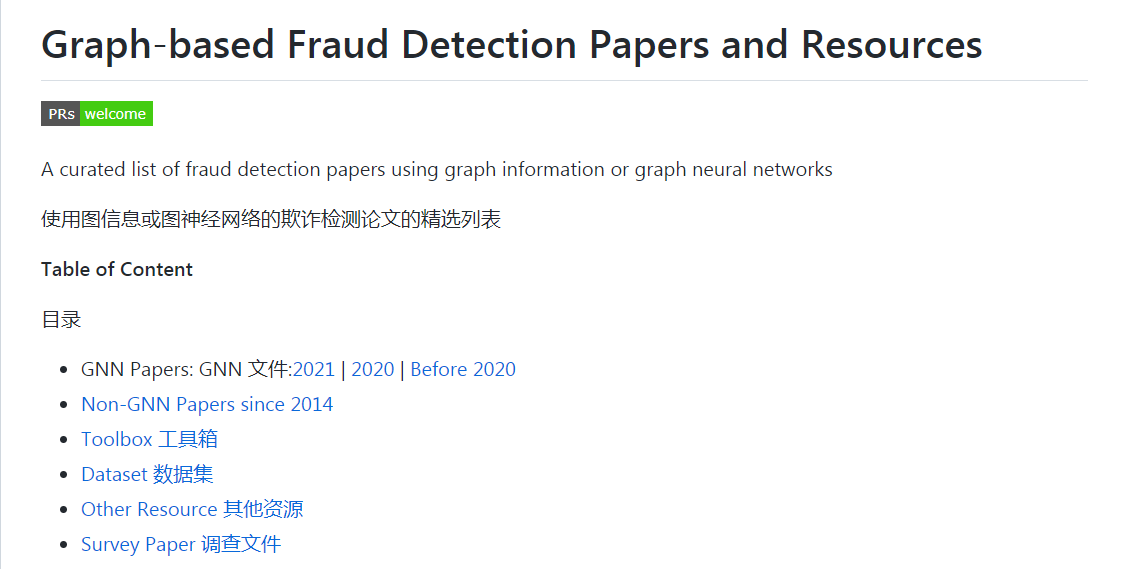 Graph-based Fraud Detection Papers and Resources
PRs welcome
A curated list of fraud detection papers using graph information or graph neural networks
使用图信息或图神经网络的欺诈检测论文的精选列表
Table of Content
目录
GNN Papers: GNN 文件:2021 | 2020 | Before 2020
Non-GNN Papers since 2014
Toolbox 工具箱
Dataset 数据集
Other Resource 其他资源
Survey Paper 调查文件